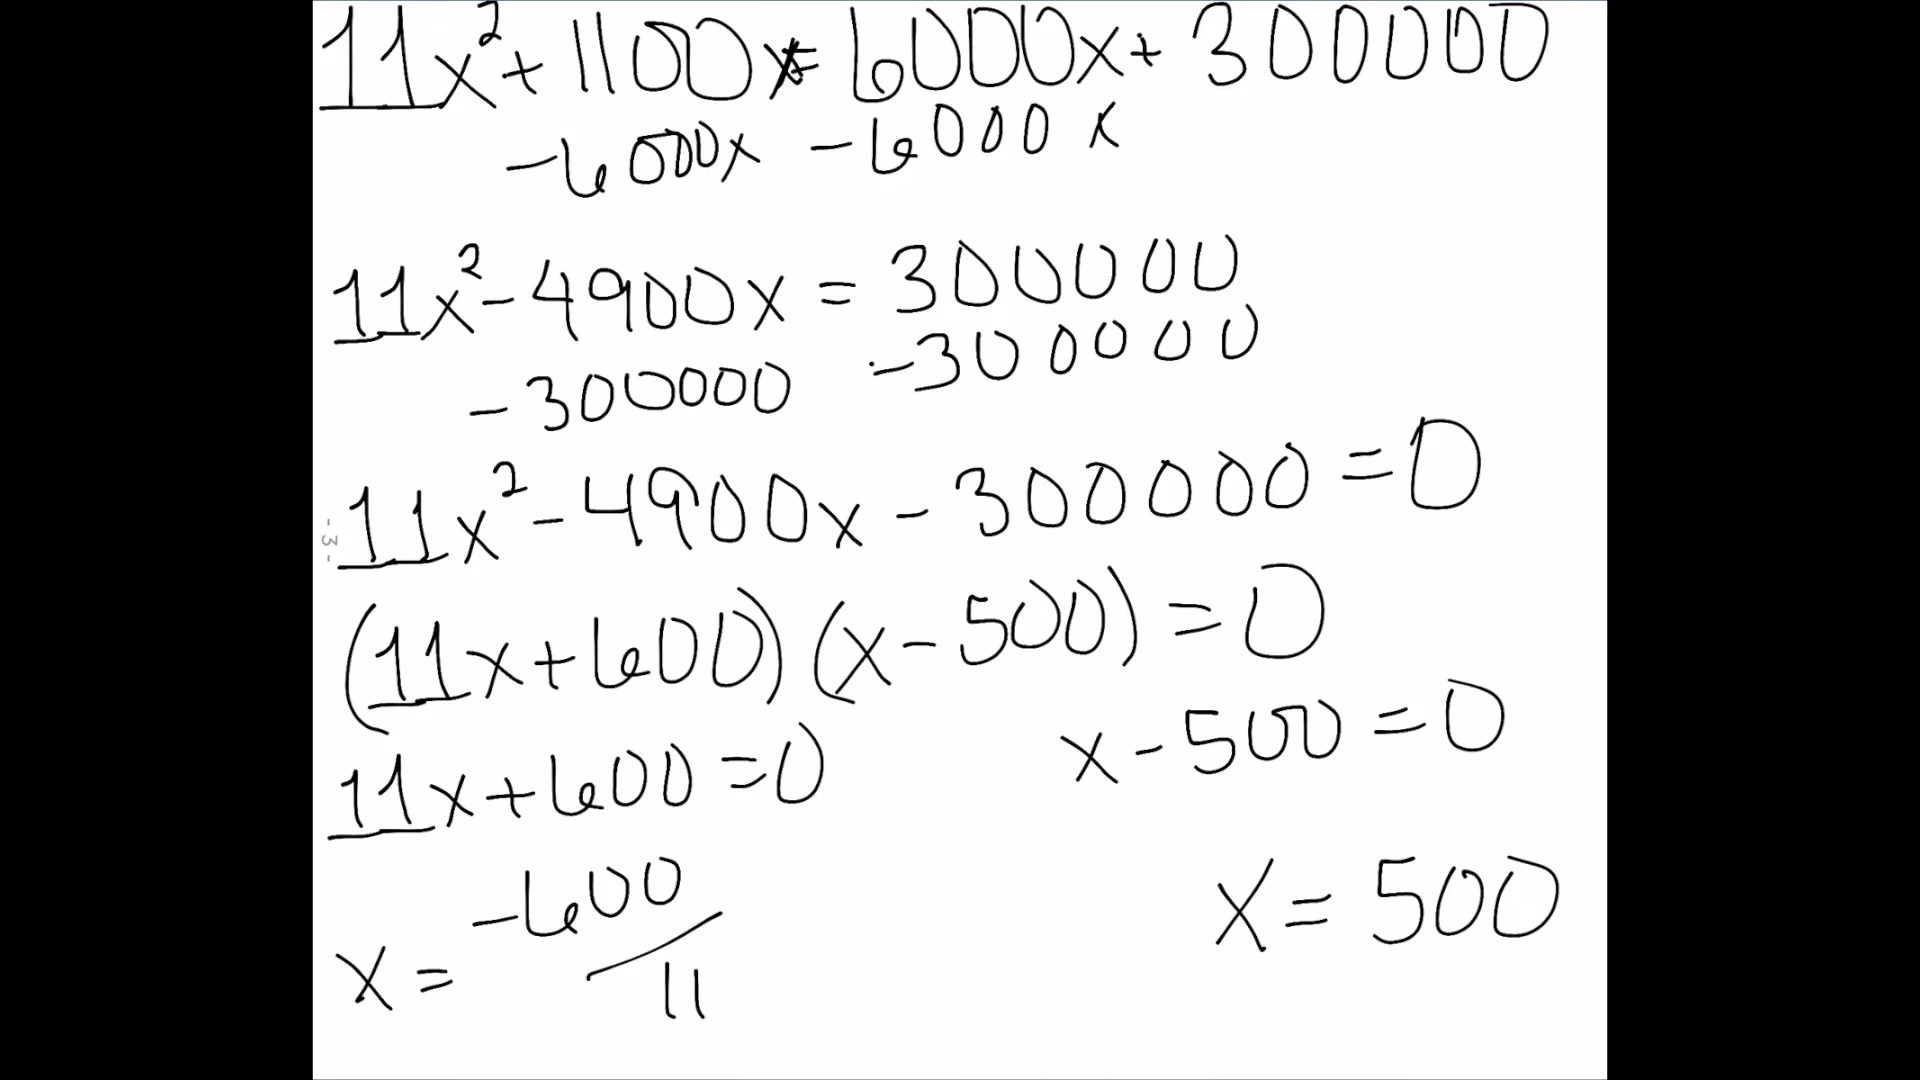 11x² + 1100x = 6000x + 300000
-6000x -6000x
11x² - 4900x = 300000
-300000 -300000
11x² - 4900x - 300000 = 0
- 3 -
(11x + 600)(x - 500) = 0
11x + 600 = 0 x - 500 = 0
x = -600/11 x = 500